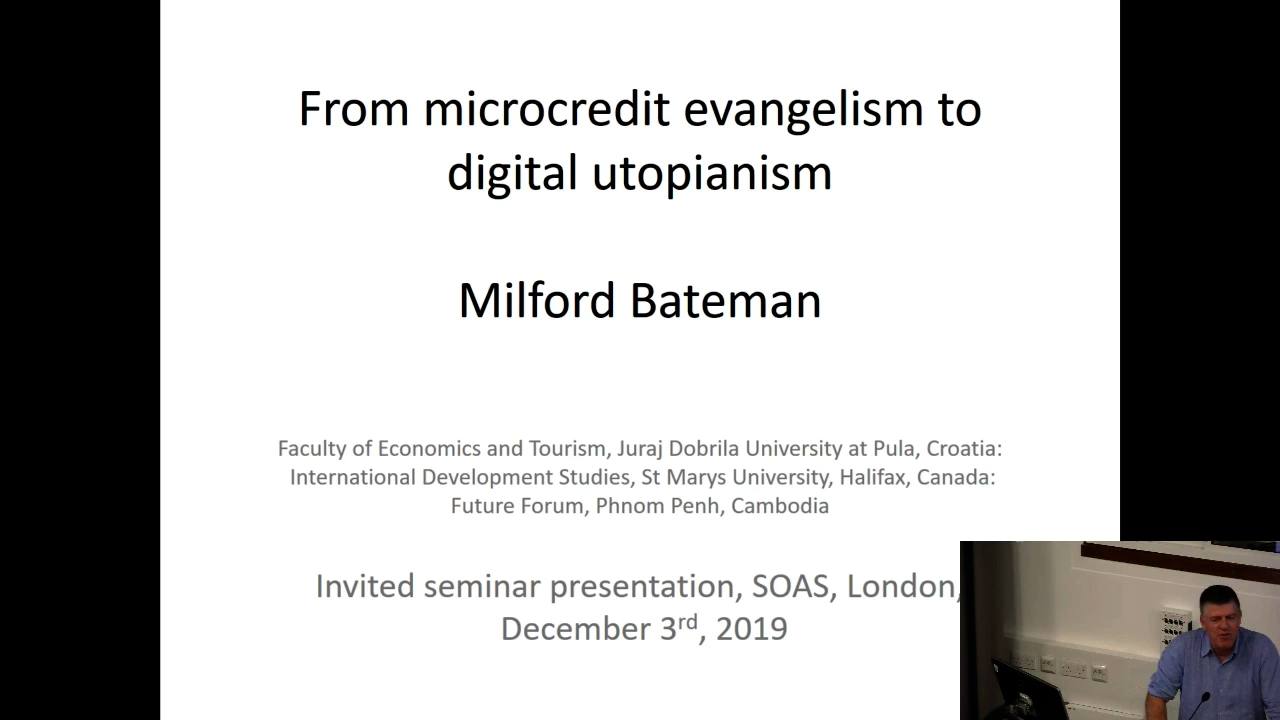 From microcredit evangelism to
digital utopianism
Milford Bateman
Faculty of Economics and Tourism, Juraj Dobrila University at Pula, Croatia:
International Development Studies, St Marys University, Halifax, Canada:
Future Forum, Phnom Penh, Cambodia
Invited seminar presentation, SOAS, London,
December 3rd, 2019